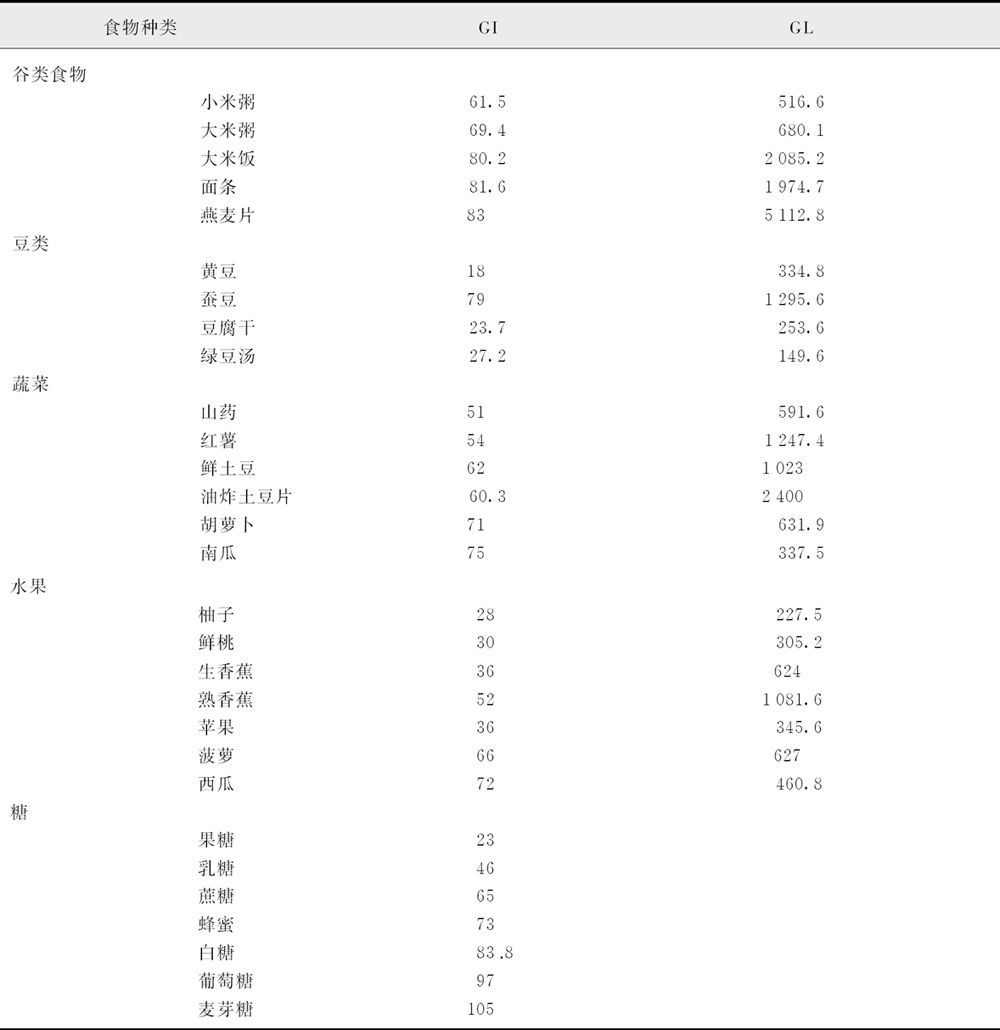 食物种类 GI GL
谷类食物
小米粥 61.5 516.6
大米粥 69.4 680.1
大米饭 80.2 2 085.2
面条 81.6 1 974.7
燕麦片 83 5 112.8
豆类
黄豆 18 334.8
蚕豆 79 1 295.6
豆腐干 23.7 253.6
绿豆汤 27.2 149.6
蔬菜
山药 51 591.6
红薯 54 1 247.4
鲜土豆 62 1 023
油炸土豆片 60.3 2 400
胡萝卜 71 631.9
南瓜 75 337.5
水果
柚子 28 227.5
鲜桃 30 305.2
生香蕉 36 624
熟香蕉 52 1 081.6
苹果 36 345.6
菠萝 66 627
西瓜 72 460.8
糖
果糖 23
乳糖 46
蔗糖 65
蜂蜜 73
白糖 83.8
葡萄糖 97
麦芽糖 105